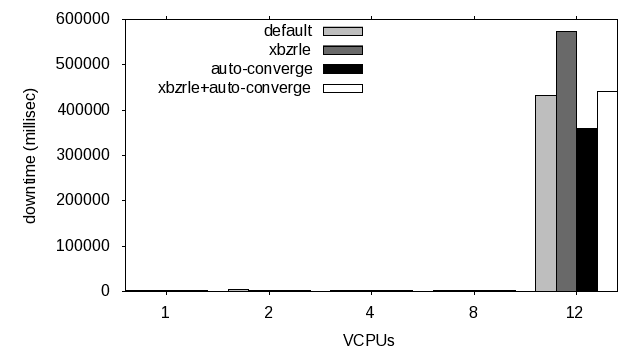 600000
500000
400000
300000
200000
100000
0
downtime (millisec)
default
xbzrle
auto-converge
xbzrle+auto-converge
1 2 4 8 12
VCPUs